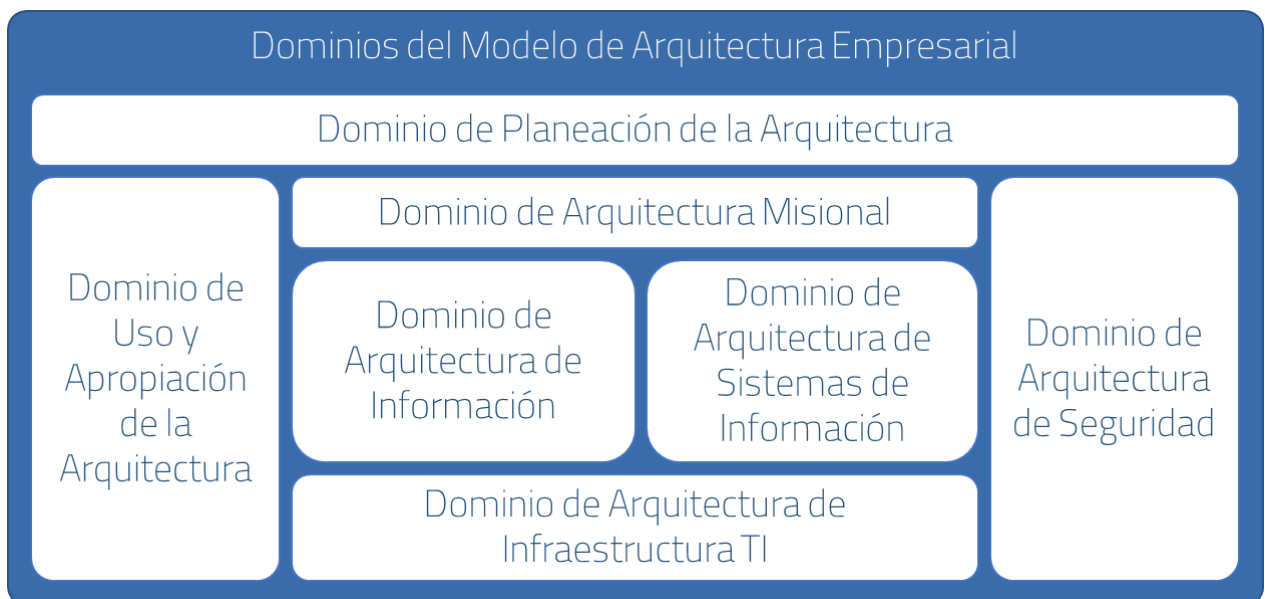 Dominios del Modelo de Arquitectura Empresarial
Dominio de Planeación de la Arquitectura
Dominio de
Uso y
Apropiación
de la
Arquitectura
Dominio de Arquitectura Misional
Dominio de
Arquitectura de
Información
Dominio de
Arquitectura de
Sistemas de
Información
Dominio de Arquitectura de
Infraestructura TI
Dominio de
Arquitectura
de Seguridad